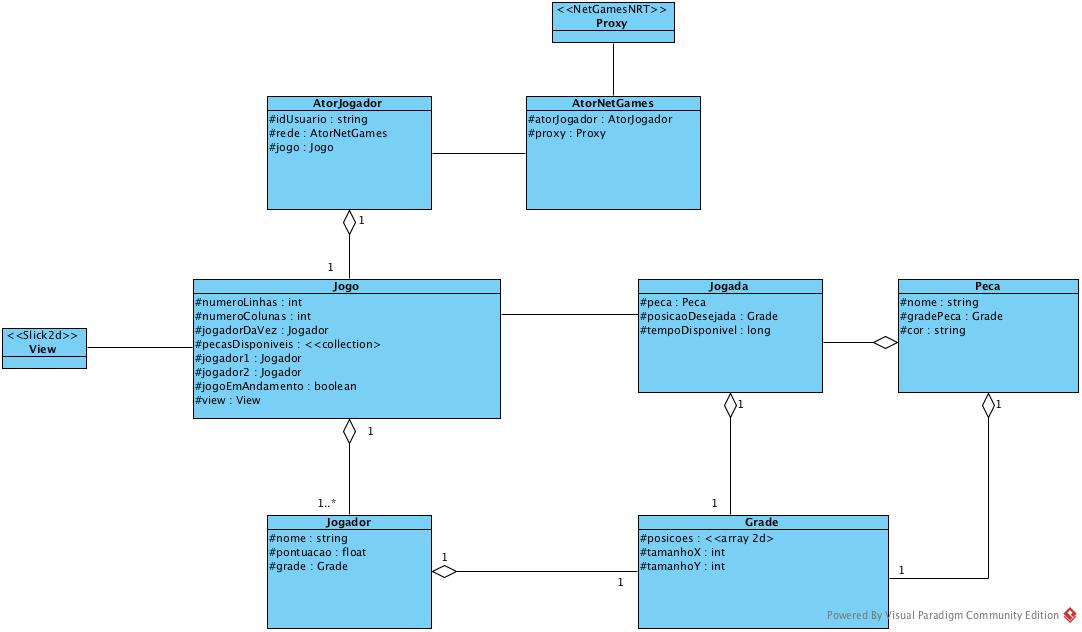 <<NetGamesNRT>>
Proxy
AtorJogador
#idUsuario : string
#rede : AtorNetGames
#jogo : Jogo
AtorNetGames
#atorJogador : AtorJogador
#proxy : Proxy
1
1
<<Slick2d>>
View
Jogo
#numeroLinhas : int
#numeroColunas : int
#jogadorDaVez : Jogador
#pecasDisponiveis : <<collection>
#jogador1 : Jogador
#jogador2 : Jogador
#jogoEmAndamento : boolean
#view : View
Jogada
#peca : Peca
#posicaoDesejada : Grade
#tempoDisponivel : long
Peca
#nome : string
#gradePeca : Grade
#cor : string
1
1..*
1
1
1
Jogador
#nome : string
#pontuacao : float
#grade : Grade
1
1
Grade
#posicoes : <<array 2d>
#tamanhoX : int
#tamanhoY : int
1
Powered By Visual Paradigm Community Edition